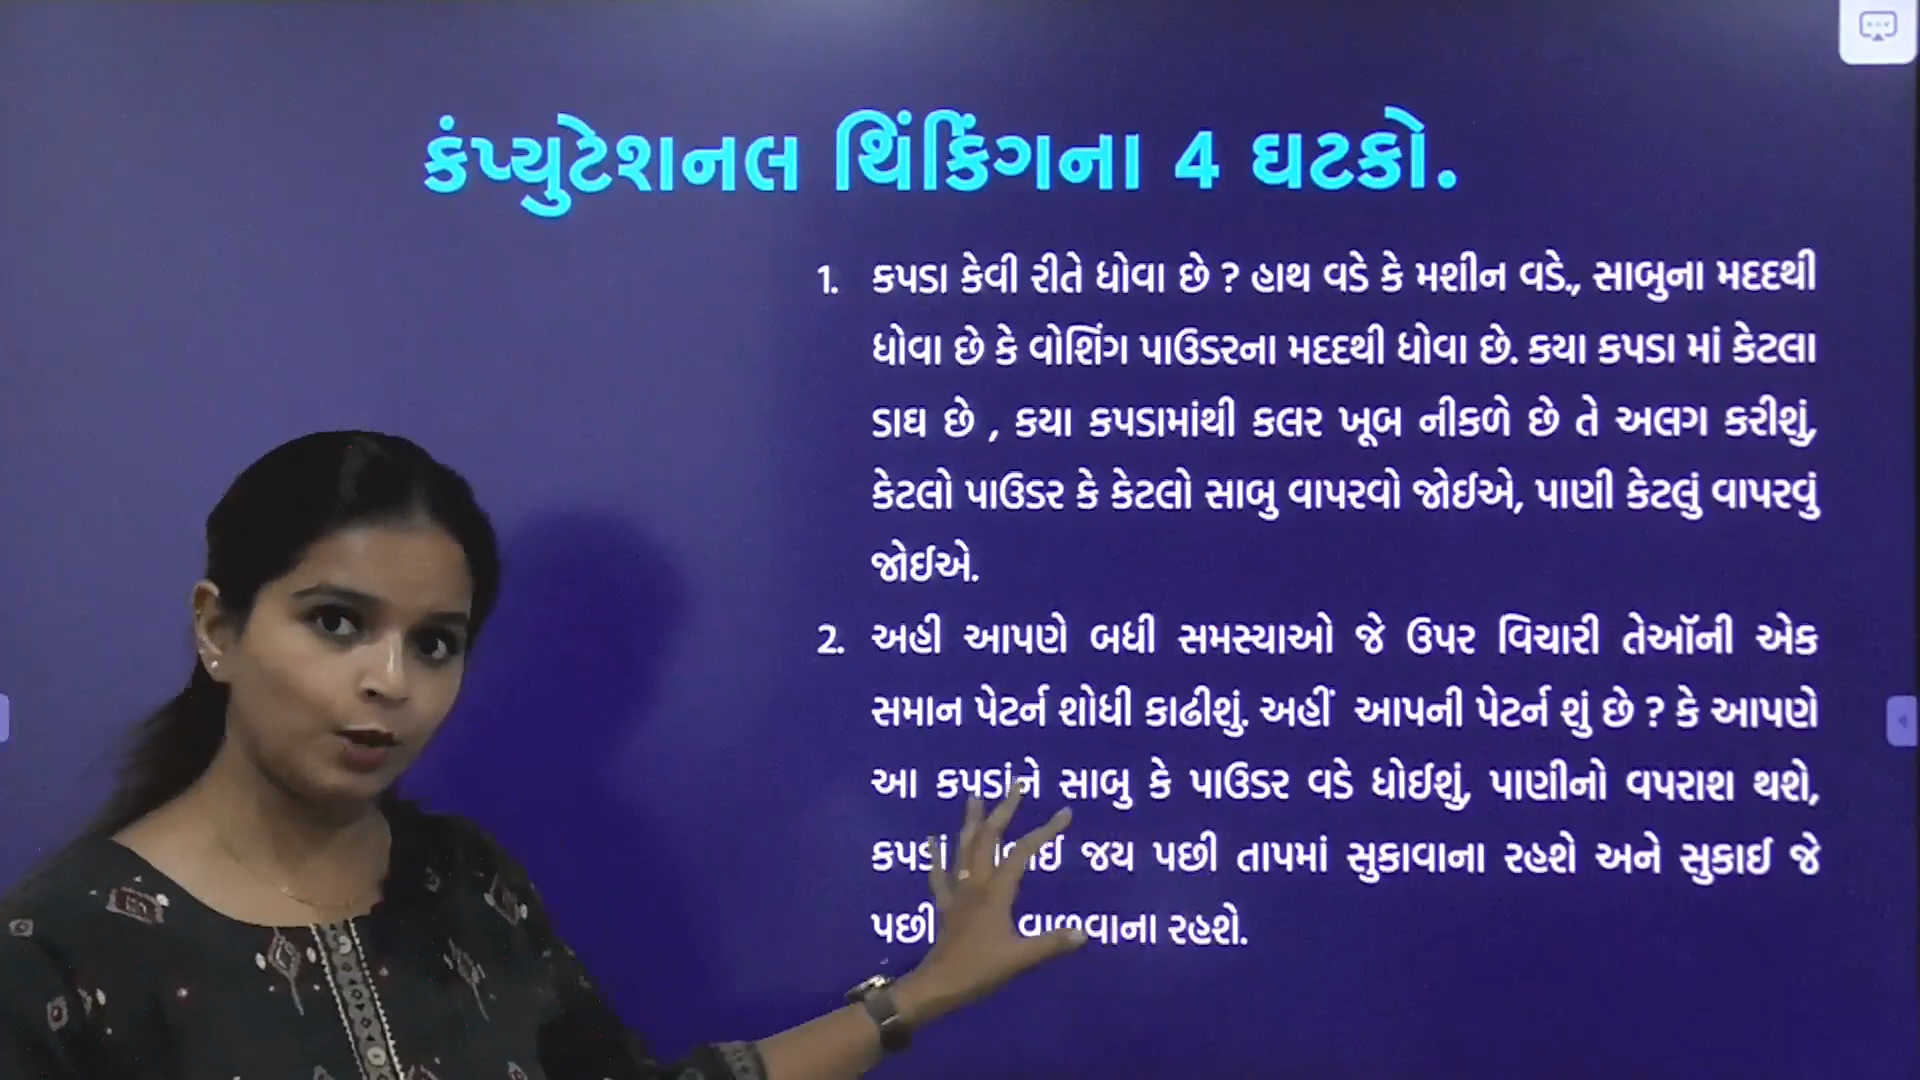 કંપ્યુટેશનલ થિંકિંગના 4 ઘટકો.
1. કપડા કેવી રીતે ધોવા છે ? હાથ વડે કે મશીન વડે., સાબુના મદદથી
ધોવા છે કે વોશિંગ પાઉડરના મદદથી ધોવા છે. કયા કપડા માં કેટલા
ડાઘ છે , કયા કપડામાંથી કલર ખૂબ નીકળે છે તે અલગ કરીશું,
કેટલો પાઉડર કે કેટલો સાબુ વાપરવો જોઈએ, પાણી કેટલું વાપરવું
જોઈએ.
2. અહી આપણે બધી સમસ્યાઓ જે ઉપર વિચારી તેઑની એક
સમાન પેટર્ન શોધી કાઢીશું. અહીં આપની પેટર્ન શું છે ? કે આપણે
આ કપડાંને સાબુ કે પાઉડર વડે ધોઈશું, પાણીનો વપરાશ થશે,
કપડાં જય પછી તાપમાં સુકાવાના રહશે અને સુકાઈ જે
પછી વાળવાના રહશે.